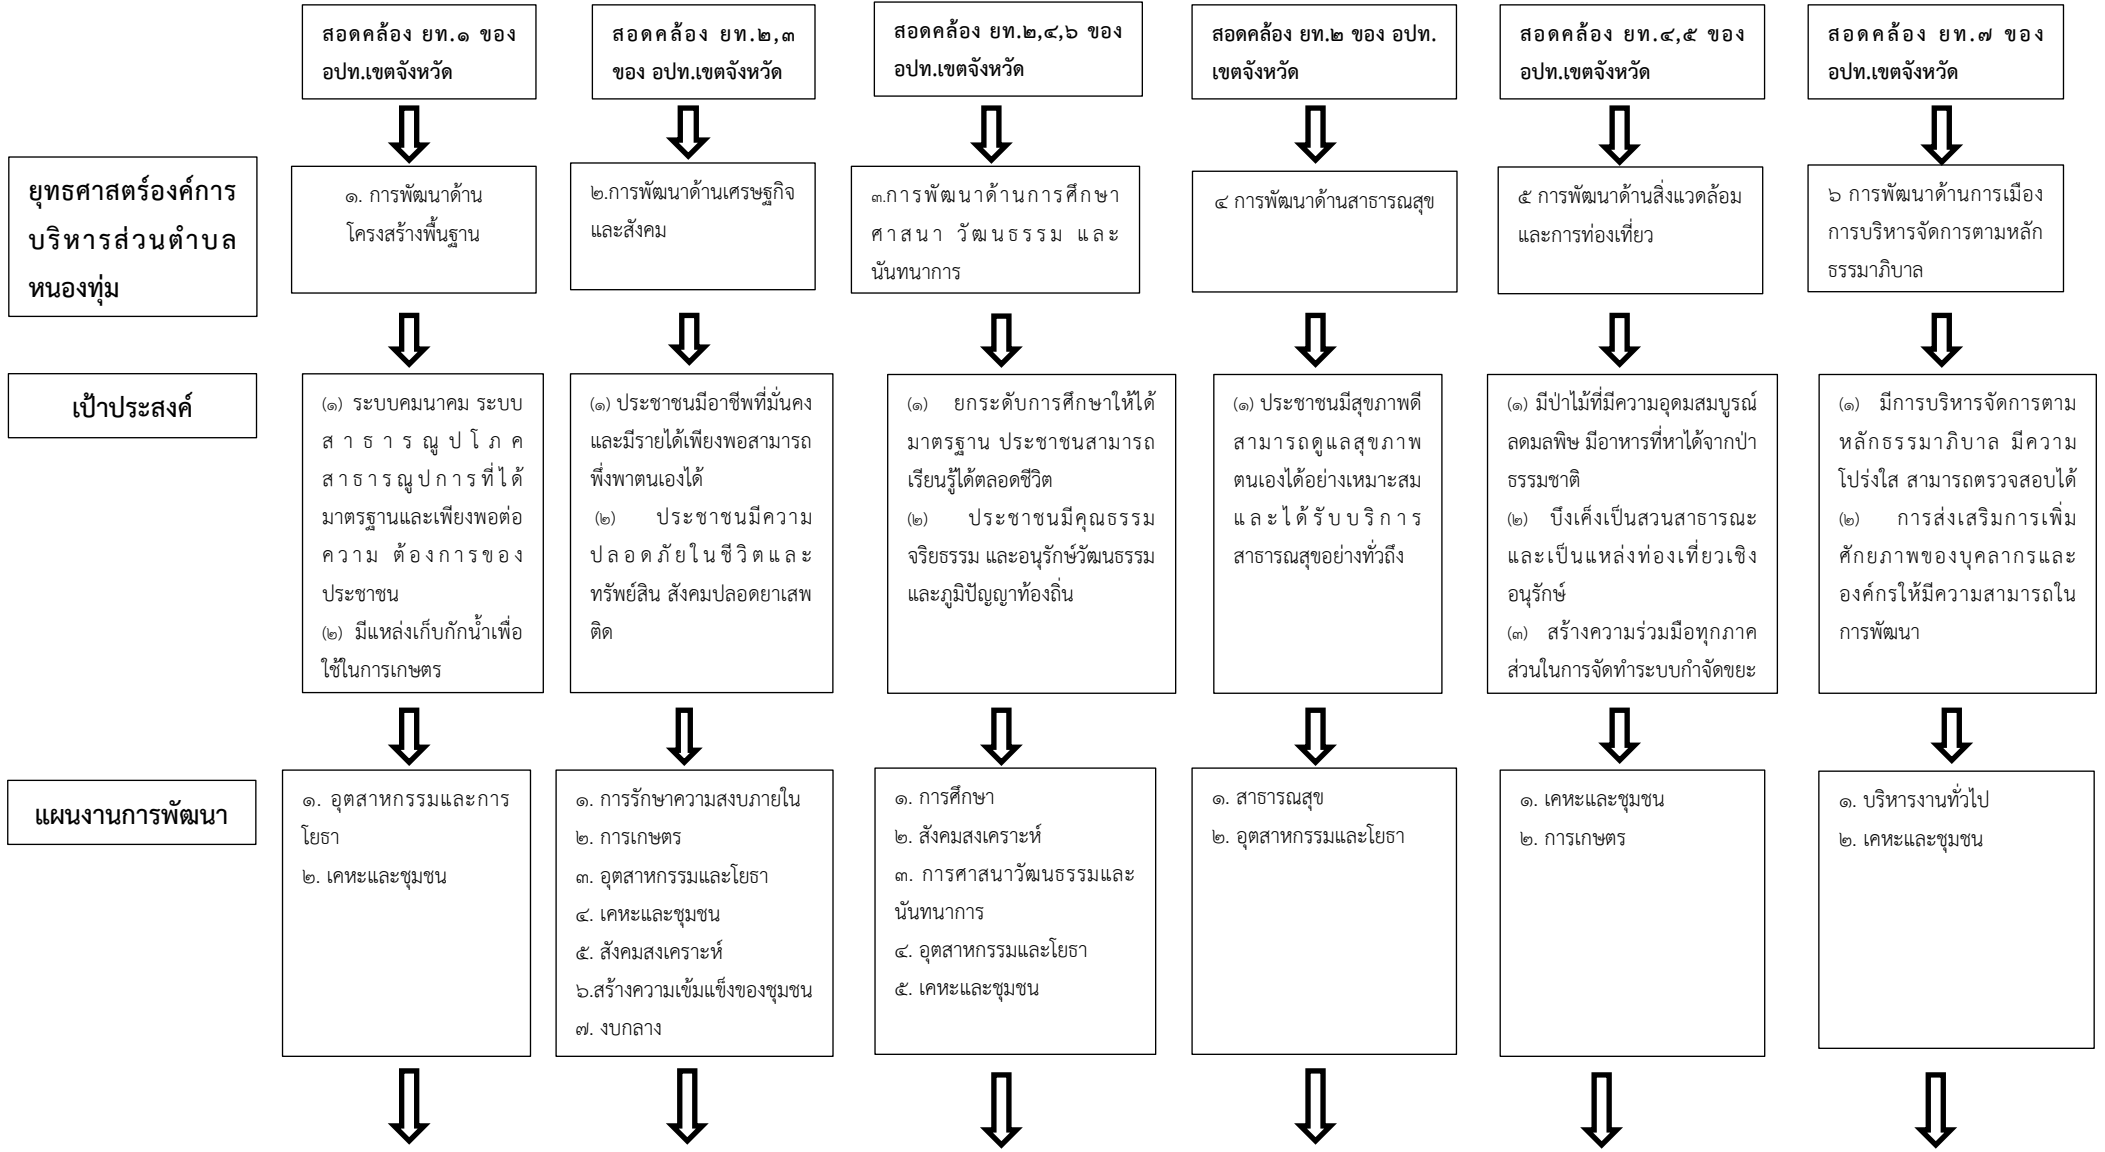 สอดคล้อง ยท.๑ ของ
อปท.เขตจังหวัด
สอดคล้อง ยท.๒,๓
ของ อปท.เขตจังหวัด
สอดคล้อง ยท.๒,๔,๖ ของ
อปท.เขตจังหวัด
สอดคล้อง ยท.๒ ของ อปท.
เขตจังหวัด
สอดคล้อง ยท.๔,๕ ของ
อปท.เขตจังหวัด
สอดคล้อง ยท.๗ ของ
อปท.เขตจังหวัด
ยุทธศาสตร์องค์การ
บริหารส่วนตำบล
หนองทุ่ม
๑. การพัฒนาด้าน
โครงสร้างพื้นฐาน
๒.การพัฒนาด้านเศรษฐกิจ
และสังคม
๓.การพัฒนาด้านการศึกษา
ศาสนา วัฒนธรรม และ
นันทนาการ
๔ การพัฒนาด้านสาธารณสุข
๕ การพัฒนาด้านสิ่งแวดล้อม
และการท่องเที่ยว
๖ การพัฒนาด้านการเมือง
การบริหารจัดการตามหลัก
ธรรมาภิบาล
เป้าประสงค์
(๑) ระบบคมนาคม ระบบ
สาธารณูปโภค
สาธารณูปการที่ได้
มาตรฐานและเพียงพอต่อ
ความ ต้องการของ
ประชาชน
(๒) มีแหล่งเก็บกักน้ำเพื่อ
ใช้ในการเกษตร
(๑) ประชาชนมีอาชีพที่มั่นคง
และมีรายได้เพียงพอสามารถ
พึ่งพาตนเองได้
(๒) ประชาชนมีความ
ปลอดภัยในชีวิตและ
ทรัพย์สิน สังคมปลอดยาเสพ
ติด
(๑) ยกระดับการศึกษาให้ได้
มาตรฐาน ประชาชนสามารถ
เรียนรู้ได้ตลอดชีวิต
(๒) ประชาชนมีคุณธรรม
จริยธรรม และอนุรักษ์วัฒนธรรม
และภูมิปัญญาท้องถิ่น
(๑) ประชาชนมีสุขภาพดี
สามารถดูแลสุขภาพ
ตนเองได้อย่างเหมาะสม
และได้รับบริการ
สาธารณสุขอย่างทั่วถึง
(๑) มีป่าไม้ที่มีความอุดมสมบูรณ์
ลดมลพิษ มีอาหารที่หาได้จากป่า
ธรรมชาติ
(๒) บึงเค็งเป็นสวนสาธารณะ
และเป็นแหล่งท่องเที่ยวเชิง
อนุรักษ์
(๓) สร้างความร่วมมือทุกภาค
ส่วนในการจัดทำระบบกำจัดขยะ
(๑) มีการบริหารจัดการตาม
หลักธรรมาภิบาล มีความ
โปร่งใส สามารถตรวจสอบได้
(๒) การส่งเสริมการเพิ่ม
ศักยภาพของบุคลากรและ
องค์กรให้มีความสามารถใน
การพัฒนา
แผนงานการพัฒนา
๑. อุตสาหกรรมและการ
โยธา
๒. เคหะและชุมชน
๑. การรักษาความสงบภายใน
๒. การเกษตร
๓. อุตสาหกรรมและโยธา
๔. เคหะและชุมชน
๕. สังคมสงเคราะห์
๖.สร้างความเข้มแข็งของชุมชน
๗. งบกลาง
๑. การศึกษา
๒. สังคมสงเคราะห์
๓. การศาสนาวัฒนธรรมและ
นันทนาการ
๔. อุตสาหกรรมและโยธา
๕. เคหะและชุมชน
๑. สาธารณสุข
๒. อุตสาหกรรมและโยธา
๑. เคหะและชุมชน
๒. การเกษตร
๑. บริหารงานทั่วไป
๒. เคหะและชุมชน